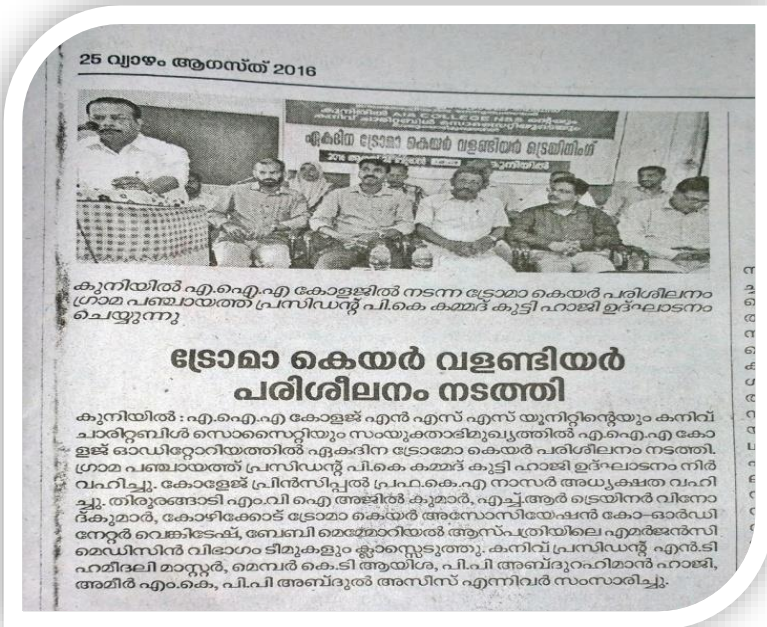 25 വ്യാഴം ആഗസ്ത് 2016
ഏകദിന ട്രോമാ കെയർ വളണ്ടിയർ ട്രെയിനിംഗ്
കുനിയിൽ എ.ഐ.എ കോളജിൽ നടന്ന ട്രോമാ കെയർ പരിശീലനം
ഗ്രാമ പഞ്ചായത്ത് പ്രസിഡന്റ് പി.കെ കമ്മദ് കുട്ടി ഹാജി ഉദ്ഘാടനം
ചെയ്യുന്നു
ട്രോമാ കെയർ വളണ്ടിയർ
പരിശീലനം നടത്തി
കുനിയിൽ : എ.ഐ.എ കോളജ് എൻ എസ് എസ് യൂനിറ്റിന്റെയും കനിവ്
ചാരിറ്റബിൾ സൊസൈറ്റിയും സംയുക്താഭിമുഖ്യത്തിൽ എ.ഐ.എ കോ
ളജ് ഓഡിറ്റോറിയത്തിൽ ഏകദിന ട്രോമോ കെയർ പരിശീലനം നടത്തി.
ഗ്രാമ പഞ്ചായത്ത് പ്രസിഡന്റ് പി.കെ കമ്മദ് കുട്ടി ഹാജി ഉദ്ഘാടനം നിർ
വഹിച്ചു. കോളേജ് പ്രിൻസിപ്പൽ പ്രഫ.കെ.എ നാസർ അധ്യക്ഷത വഹി
ച്ചു. തിരൂരങ്ങാടി എം.വി ഐ അജിൽ കുമാർ, എച്ച്.ആർ ട്രെയിനർ വിനോ
ദ്കുമാർ, കോഴിക്കോട് ട്രോമാ കെയർ അസോസിയേഷൻ കോ-ഓർഡി
നേറ്റർ വെങ്കിടേഷ്, ബേബി മെമ്മോറിയൽ ആസ്പത്രിയിലെ എമർജൻസി
മെഡിസിൻ വിഭാഗം ടീമുകളും ക്ലാസ്സെടുത്തു. കനിവ് പ്രസിഡന്റ് എൻ.ടി
ഹമീദലി മാസ്റ്റർ, മെമ്പർ കെ.ടി ആയിശ, പി.പി അബ്ദുറഹിമാൻ ഹാജി,
അമീർ എം.കെ, പി.പി അബ്ദുൽ അസീസ് എന്നിവർ സംസാരിച്ചു.